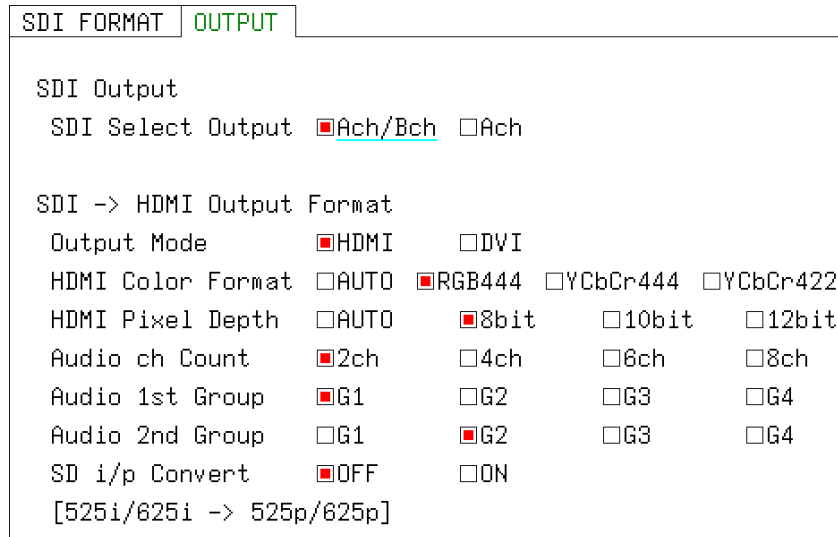 SDI FORMAT OUTPUT
SDI Output
SDI Select Output Ach/Bch Ach
SDI -> HDMI Output Format
Output Mode HDMI DVI
HDMI Color Format AUTO RGB444 YCbCr444 YCbCr422
HDMI Pixel Depth AUTO 8bit 10bit 12bit
Audio ch Count 2ch 4ch 6ch 8ch
Audio 1st Group G1 G2 G3 G4
Audio 2nd Group G1 G2 G3 G4
SD i/p Convert OFF ON
[525i/625i -> 525p/625p]